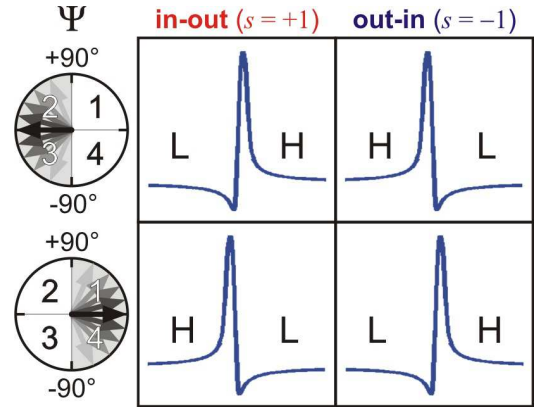 Ψ in-out (s = +1) out-in (s = –1)
+90°
2 1
3 4
-90°
L H
H L
+90°
2 1
3 4
-90°
H L
L H